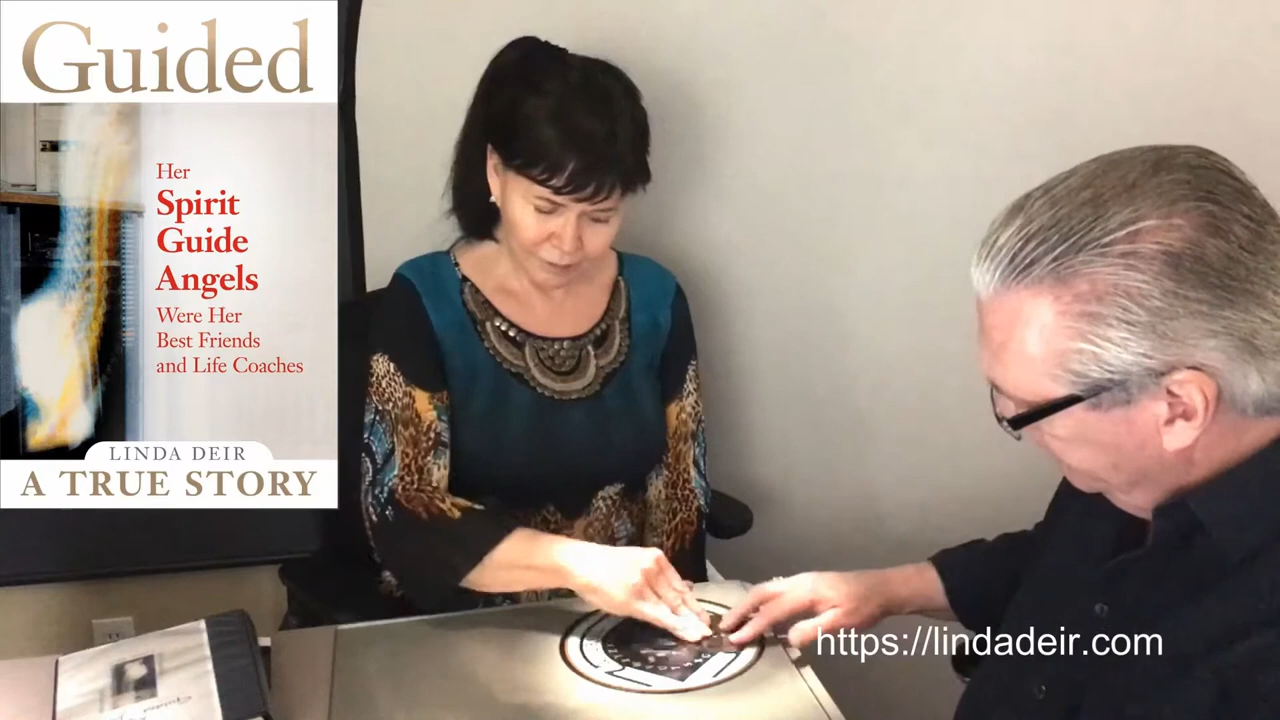 Guided
Her
Spirit
Guide
Angels
Were Her
Best Friends
and Life Coaches
LINDA DEIR
A TRUE STORY
https://lindadeir.com